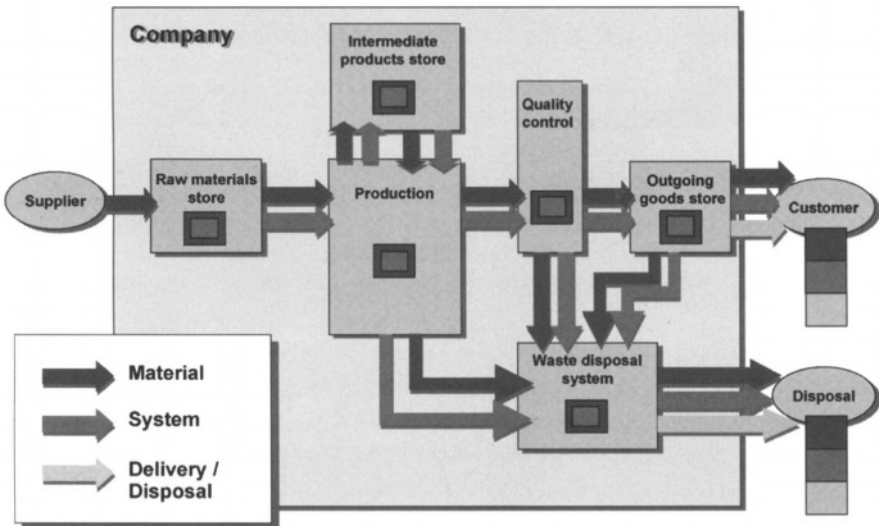 Company
Intermediate
products store
Quality
control
Supplier
Raw materials
store
Production
Outgoing
goods store
Customer
Waste disposal
system
Disposal
Material
System
Delivery /
Disposal